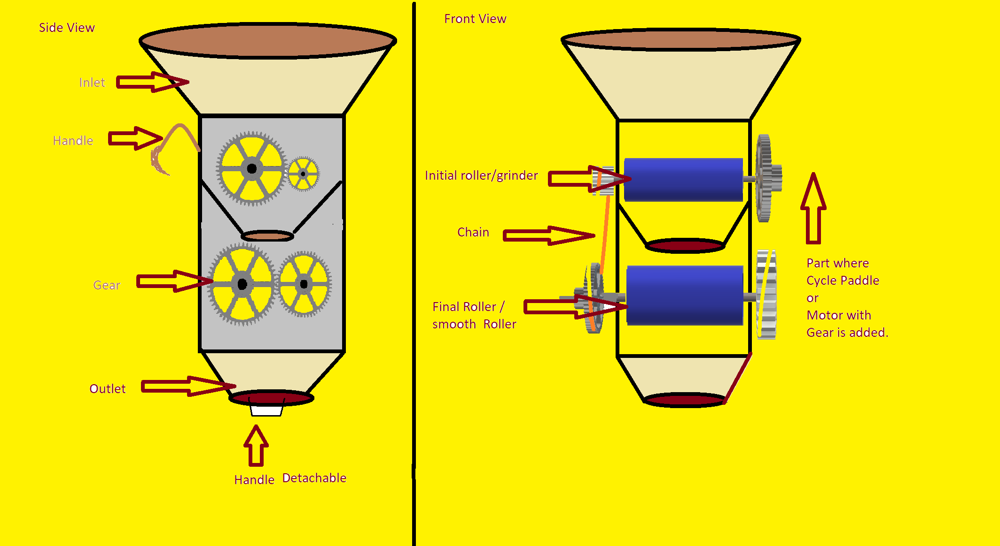 Side View
Inlet
Handle
Gear
Outlet
Handle Detachable
Front View
Initial roller/grinder
Chain
Final Roller /
smooth Roller
Part where
Cycle Paddle
or
Motor with
Gear is added.